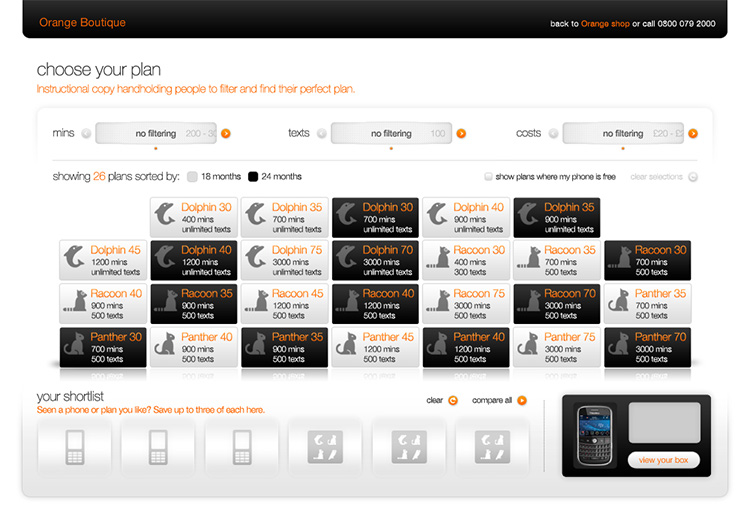 Orange Boutique
back to Orange shop or call 0800 079 2000
choose your plan
Instructional copy handholding people to filter and find their perfect plan.
mins no filtering 200 - 30 texts no filtering 100 costs no filtering £20 - £2
showing 26 plans sorted by: 18 months 24 months show plans where my phone is free clear selections
Dolphin 30 Dolphin 35 Dolphin 30 Dolphin 40 Dolphin 35
400 mins 700 mins 700 mins 900 mins 900 mins
unlimited texts unlimited texts unlimited texts unlimited texts unlimited texts
Dolphin 45 Dolphin 40 Dolphin 75 Dolphin 70 Racoon 30 Racoon 35 Racoon 30
1200 mins 1200 mins 3000 mins 3000 mins 400 mins 700 mins 700 mins
unlimited texts unlimited texts unlimited texts unlimited texts 300 texts 500 texts 500 texts
Racoon 40 Racoon 35 Racoon 45 Racoon 40 Racoon 75 Racoon 70 Panther 35
900 mins 900 mins 1200 mins 1200 mins 3000 mins 3000 mins 700 mins
500 texts 500 texts 500 texts 500 texts 500 texts 500 texts 500 texts
Panther 30 Panther 40 Panther 35 Panther 45 Panther 40 Panther 75 Panther 70
700 mins 900 mins 900 mins 1200 mins 1200 mins 3000 mins 3000 mins
500 texts 500 texts 500 texts 500 texts 500 texts 500 texts 500 texts
your shortlist
clear compare all
Seen a phone or plan you like? Save up to three of each here.
view your box